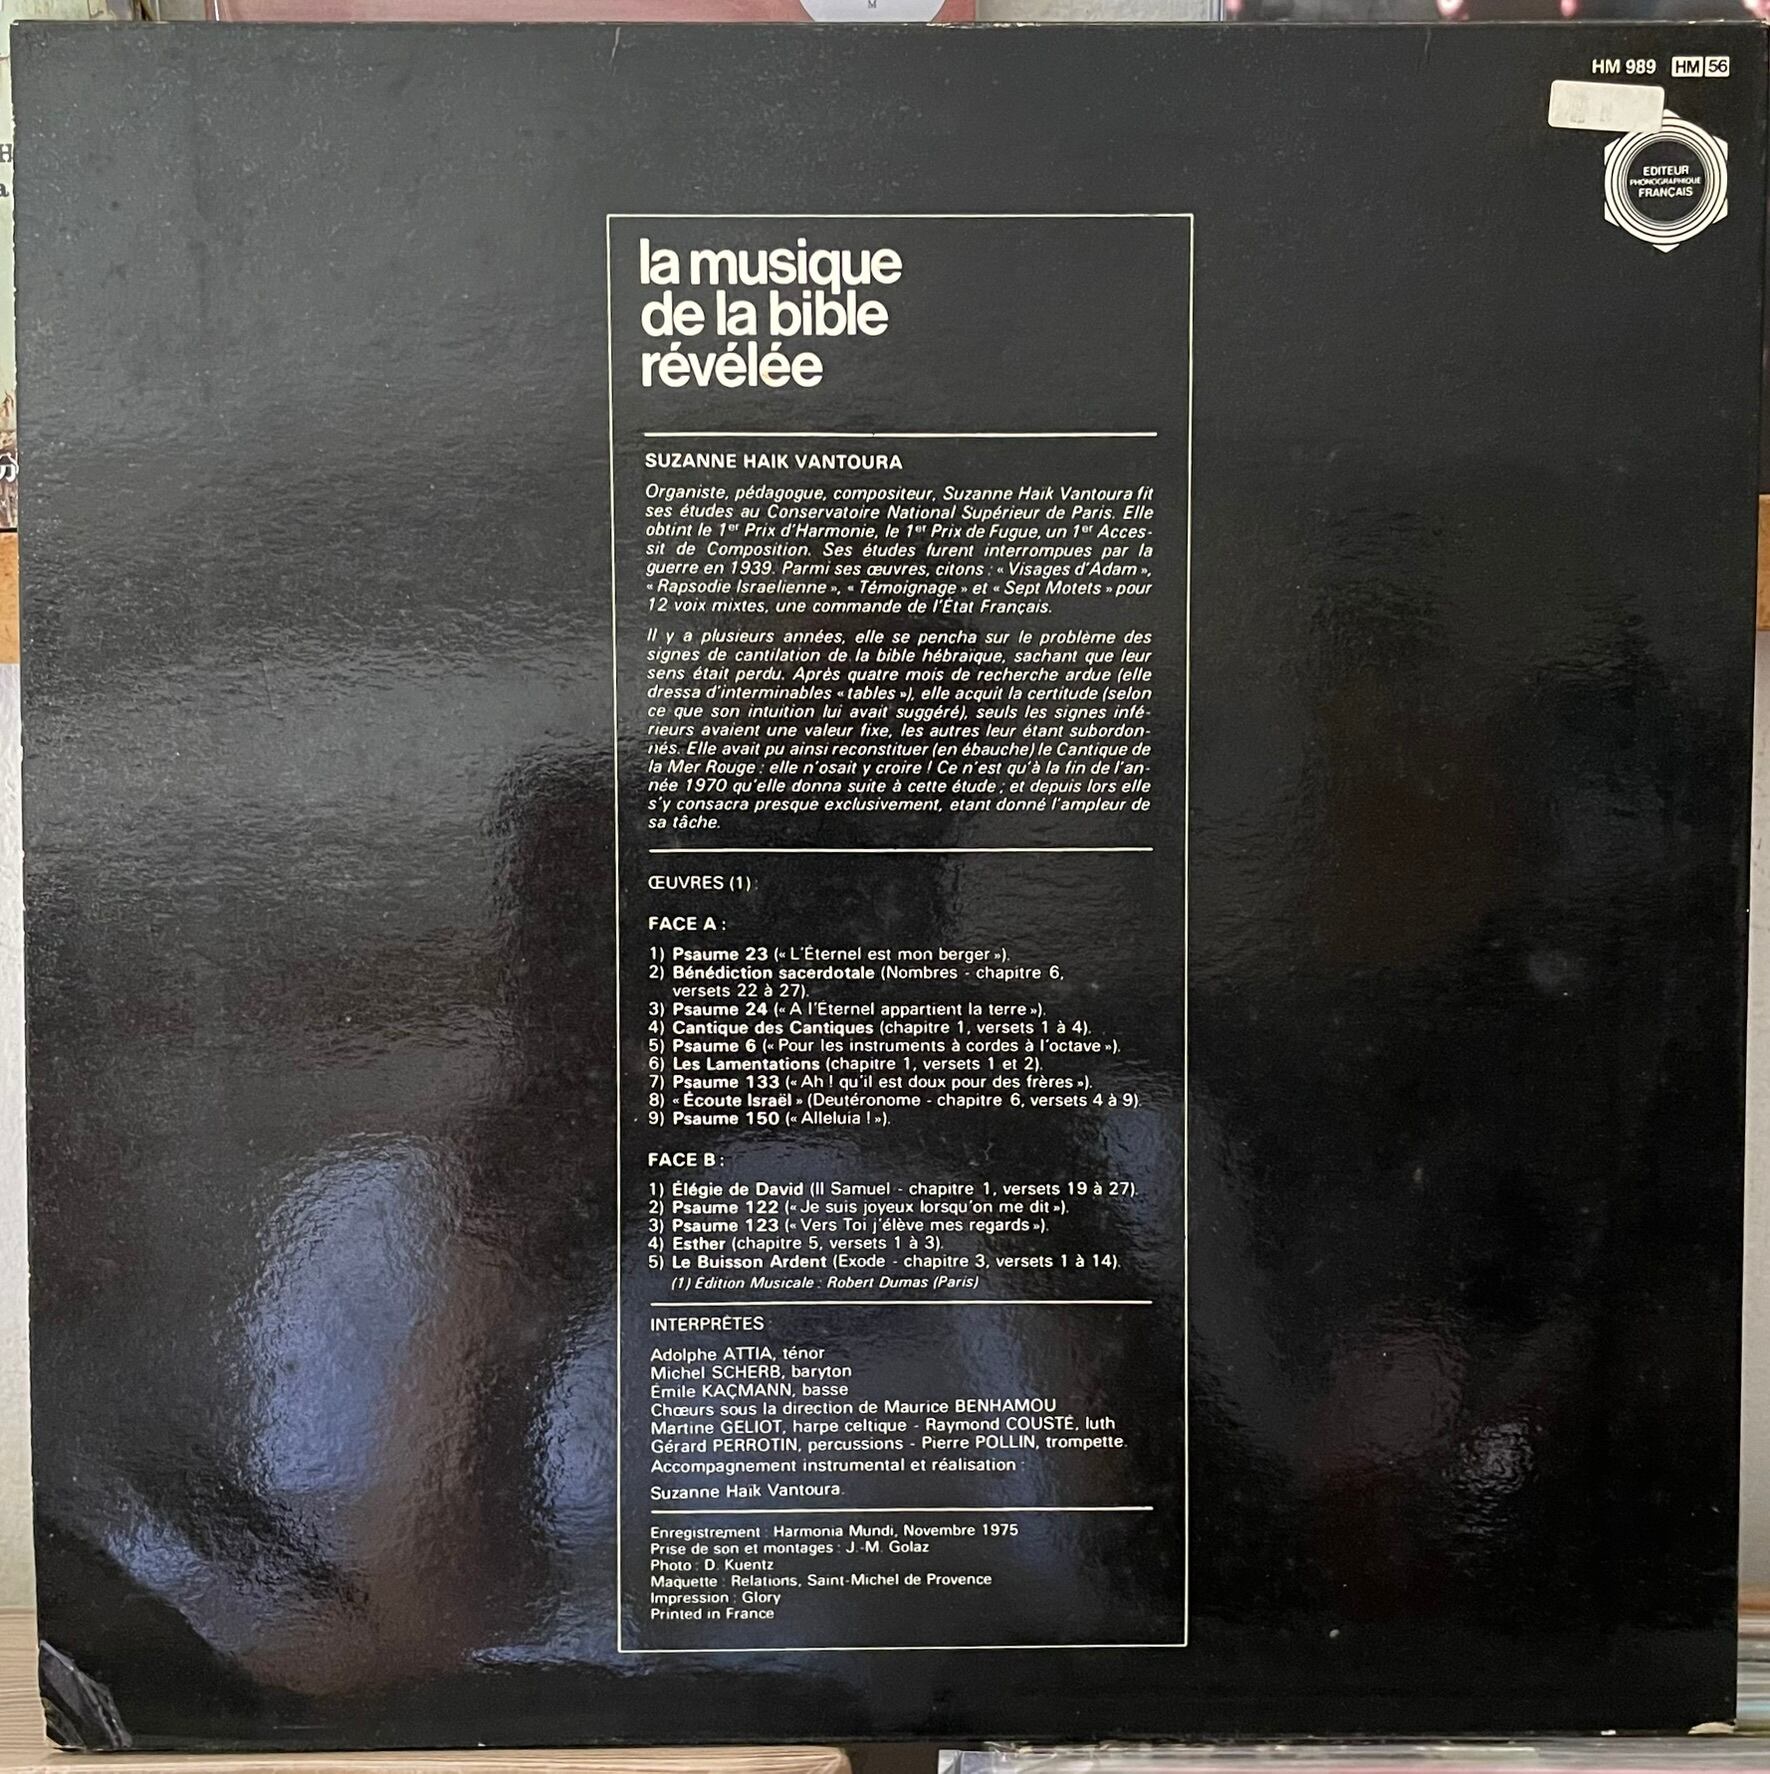 HM 989 HM 56
EDITEUR
PHONOGRAPHIQUE
FRANÇAIS
la musique
de la bible
révélée
SUZANNE HAIK VANTOURA
Organiste, pédagogue, compositeur, Suzanne Haïk Vantoura fit
ses études au Conservatoire National Supérieur de Paris. Elle
obtint le 1er Prix d'Harmonie, le 1er Prix de Fugue, un 1er Acces-
sit de Composition. Ses études furent interrompues par la
guerre en 1939. Parmi ses œuvres, citons : « Visages d'Adam »,
« Rapsodie Israelienne », « Témoignage » et « Sept Motets » pour
12 voix mixtes, une commande de l'État Français.
Il y a plusieurs années, elle se pencha sur le problème des
signes de cantilation de la bible hébraïque, sachant que leur
sens était perdu. Après quatre mois de recherche ardue (elle
dressa d'interminables « tables »), elle acquit la certitude (selon
ce que son intuition lui avait suggéré), seuls les signes infé-
rieurs avaient une valeur fixe, les autres leur étant subordon-
nés. Elle avait pu ainsi reconstituer (en ébauche) le Cantique de
la Mer Rouge : elle n'osait y croire ! Ce n'est qu'à la fin de l'an-
née 1970 qu'elle donna suite à cette étude ; et depuis lors elle
s'y consacra presque exclusivement, etant donné l'ampleur de
sa tâche.
ŒUVRES (1) :
FACE A :
1) Psaume 23 (« L'Éternel est mon berger »).
2) Bénédiction sacerdotale (Nombres - chapitre 6,
versets 22 à 27).
3) Psaume 24 (« A l'Éternel appartient la terre »).
4) Cantique des Cantiques (chapitre 1, versets 1 à 4).
5) Psaume 6 (« Pour les instruments à cordes à l'octave »).
6) Les Lamentations (chapitre 1, versets 1 et 2).
7) Psaume 133 (« Ah ! qu'il est doux pour des frères »).
8) « Écoute Israël » (Deutéronome - chapitre 6, versets 4 à 9).
9) Psaume 150 (« Alleluia ! »).
FACE B :
1) Élégie de David (II Samuel - chapitre 1, versets 19 à 27).
2) Psaume 122 (« Je suis joyeux lorsqu'on me dit »).
3) Psaume 123 (« Vers Toi j'élève mes regards »).
4) Esther (chapitre 5, versets 1 à 3).
5) Le Buisson Ardent (Exode - chapitre 3, versets 1 à 14).
(1) Edition Musicale : Robert Dumas (Paris)
INTERPRÈTES :
Adolphe ATTIA, ténor
Michel SCHERB, baryton
Émile KAÇMANN, basse
Chœurs sous la direction de Maurice BENHAMOU
Martine GELIOT, harpe celtique - Raymond COUSTÉ, luth
Gérard PERROTIN, percussions - Pierre POLLIN, trompette.
Accompagnement instrumental et réalisation :
Suzanne Haïk Vantoura.
Enregistrement : Harmonia Mundi, Novembre 1975
Prise de son et montages : J.-M. Golaz
Photo : D. Kuentz
Maquette : Relations, Saint-Michel de Provence
Impression : Glory
Printed in France